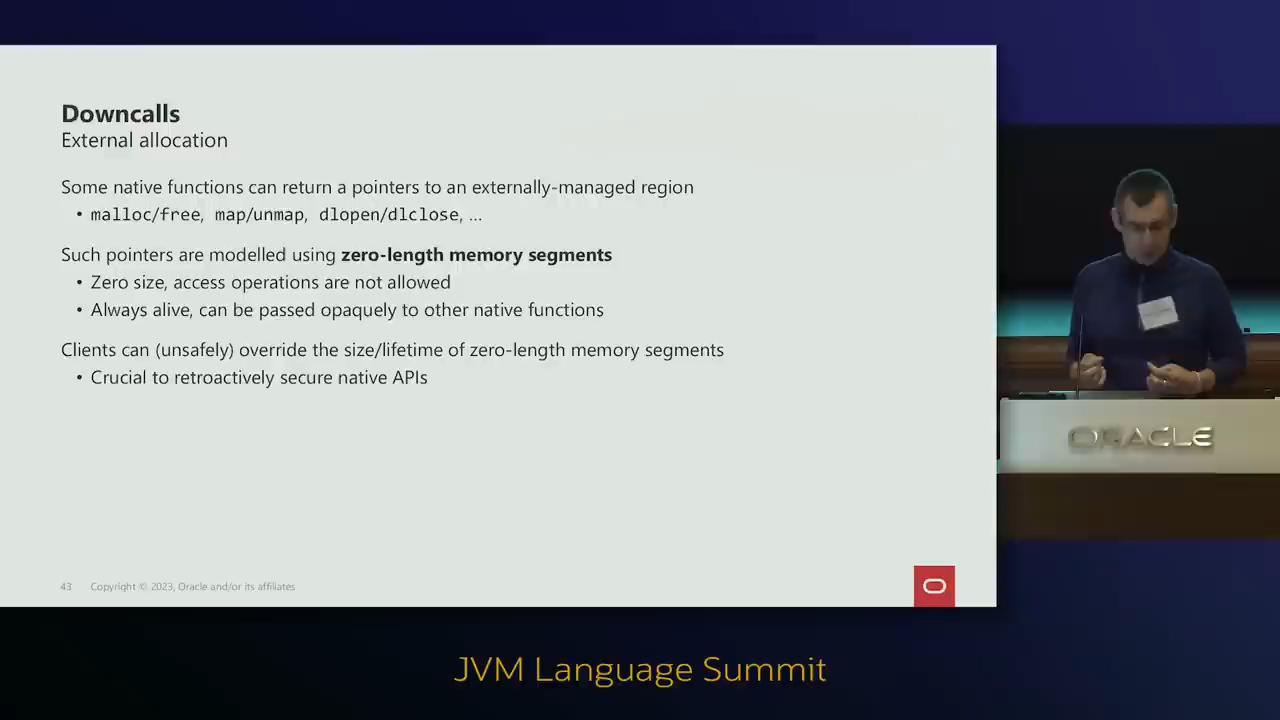 Downcalls
External allocation
Some native functions can return a pointers to an externally-managed region
• malloc/free, map/unmap, dlopen/dlclose, …
Such pointers are modelled using zero-length memory segments
• Zero size, access operations are not allowed
• Always alive, can be passed opaquely to other native functions
Clients can (unsafely) override the size/lifetime of zero-length memory segments
• Crucial to retroactively secure native APIs
43 Copyright © 2023, Oracle and/or its affiliates
ORACLE
JVM Language Summit